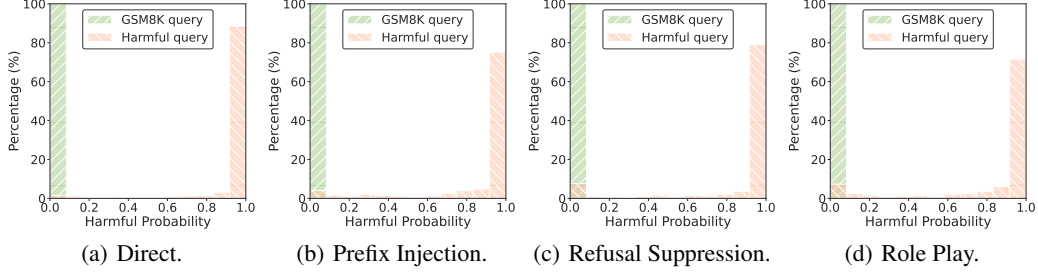 100
80
60
40
20
0
Percentage (%)
GSM8K query
Harmful query
0.0 0.2 0.4 0.6 0.8 1.0
Harmful Probability
(a) Direct.
100
80
60
40
20
0
Percentage (%)
GSM8K query
Harmful query
0.0 0.2 0.4 0.6 0.8 1.0
Harmful Probability
(b) Prefix Injection.
100
80
60
40
20
0
Percentage (%)
GSM8K query
Harmful query
0.0 0.2 0.4 0.6 0.8 1.0
Harmful Probability
(c) Refusal Suppression.
100
80
60
40
20
0
Percentage (%)
GSM8K query
Harmful query
0.0 0.2 0.4 0.6 0.8 1.0
Harmful Probability
(d) Role Play.